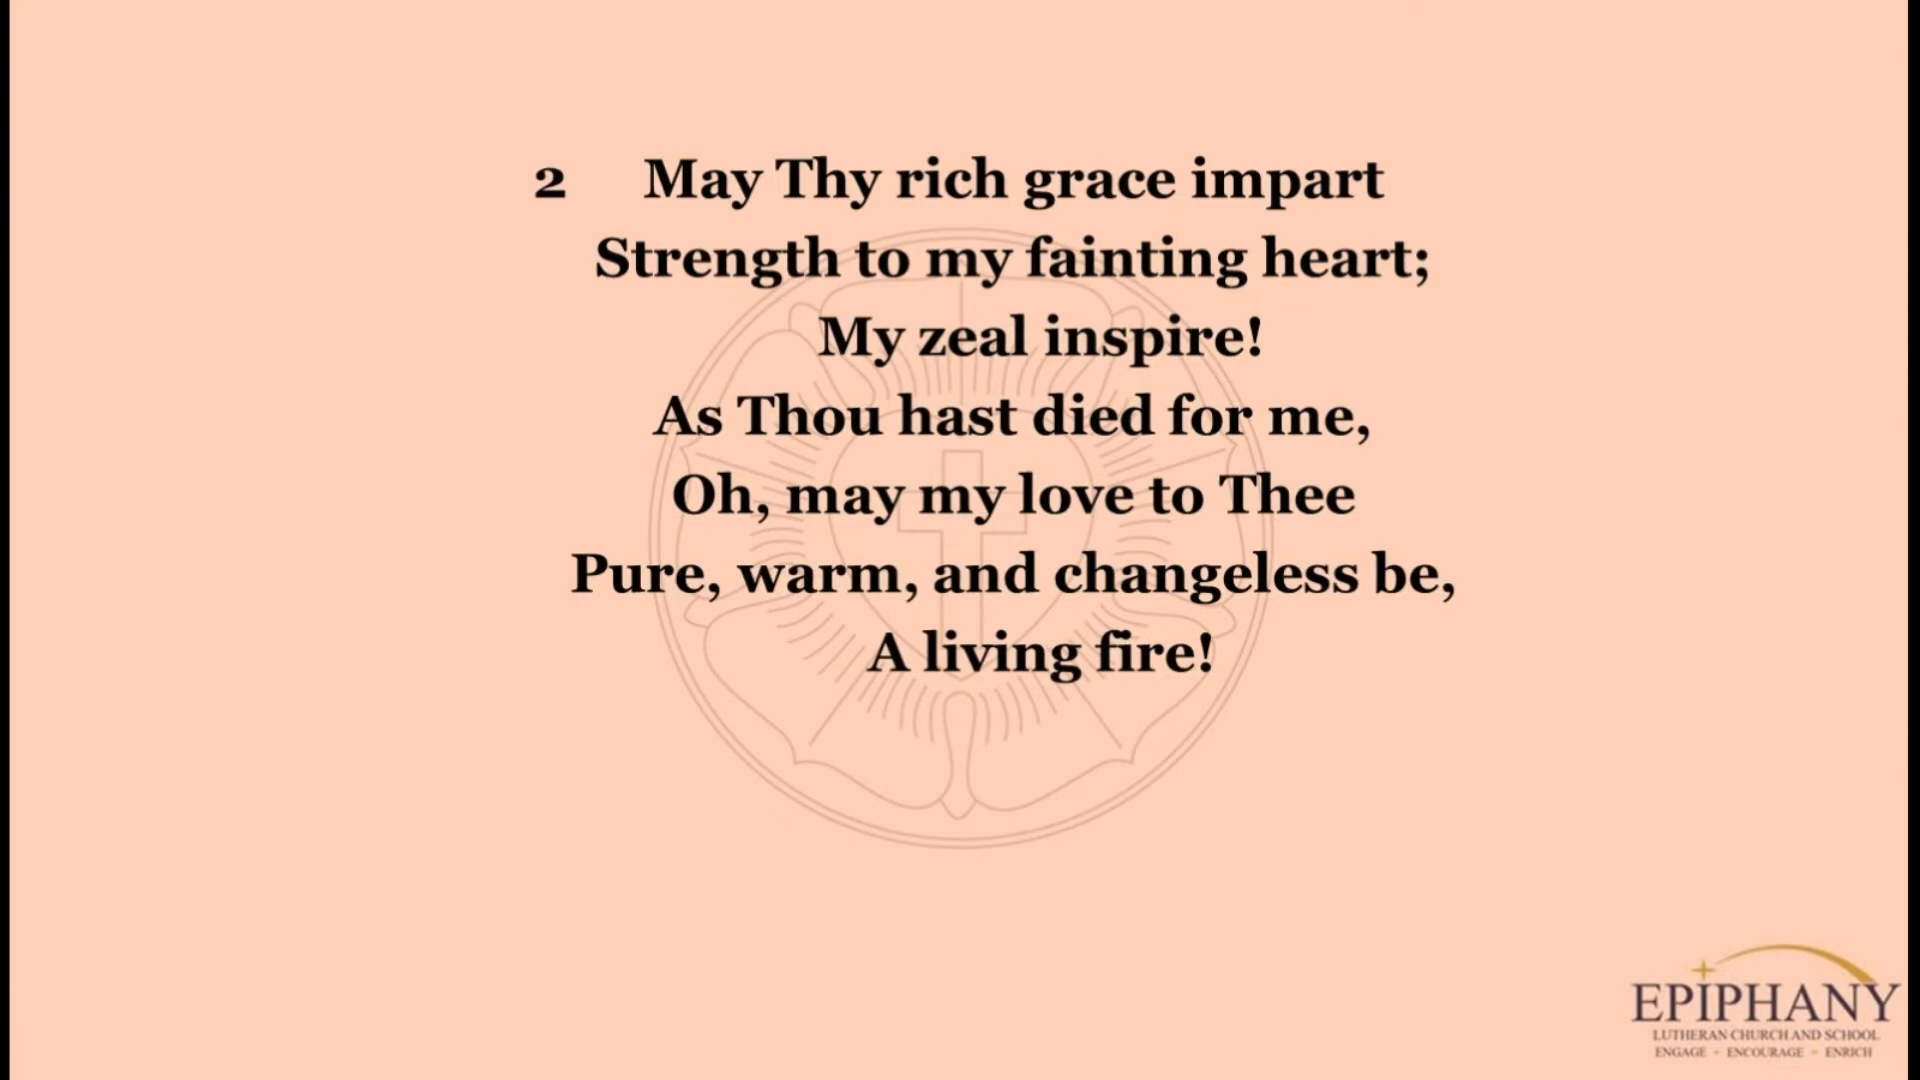 2 May Thy rich grace impart
Strength to my fainting heart;
My zeal inspire!
As Thou hast died for me,
Oh, may my love to Thee
Pure, warm, and changeless be,
A living fire!
EPIPHANY
LUTHERAN CHURCH AND SCHOOL
ENGAGE • ENCOURAGE • ENRICH